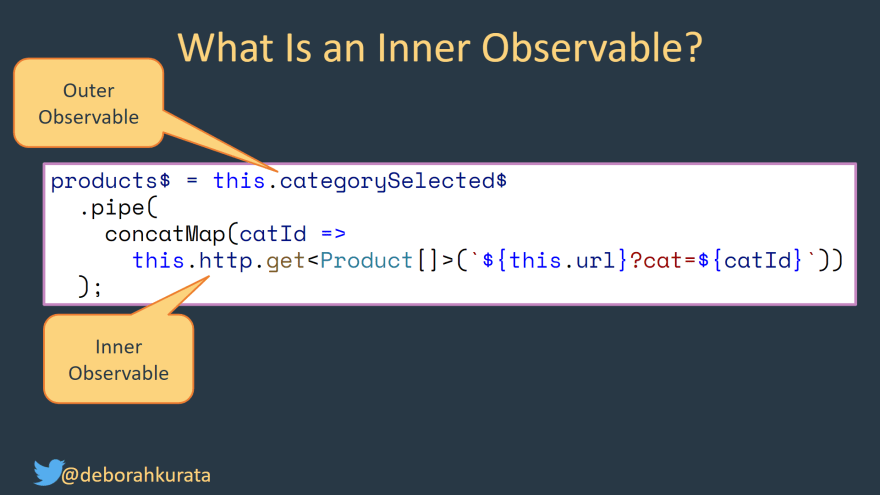 What Is an Inner Observable?
Outer
Observable
products$ = this.categorySelected$
.pipe(
concatMap(catId =>
this.http.get<Product[]>(`${this.url}?cat=${catId}`))
);
Inner
Observable
@deborahkurata